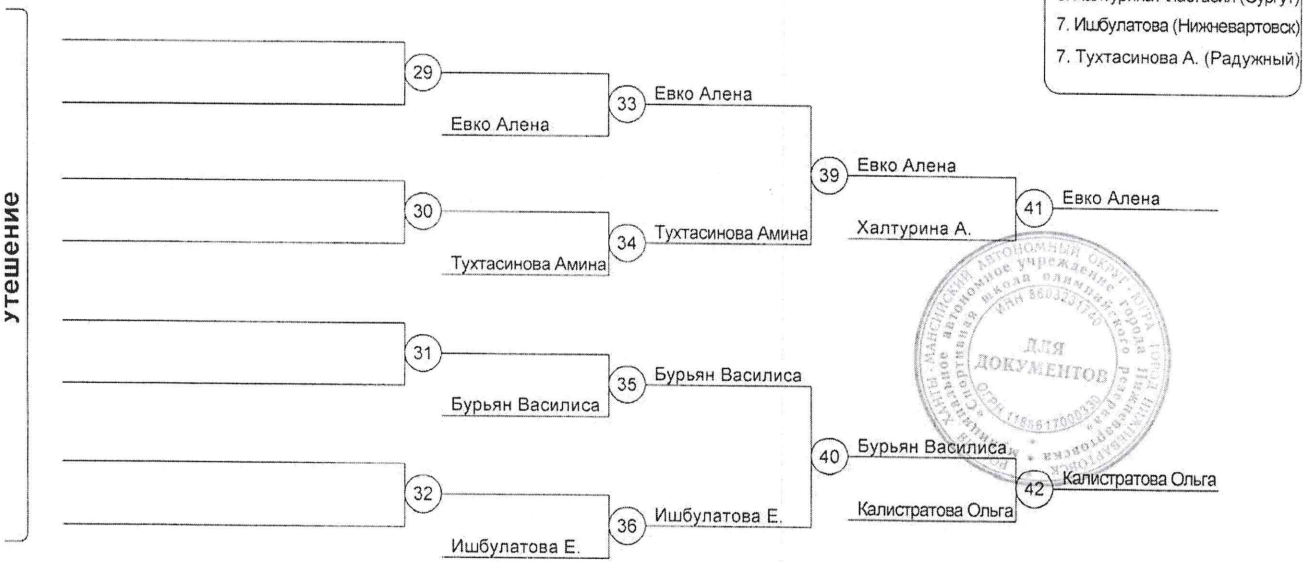 7. Ишбулатова (Нижневартовск)
7. Тухтасинова А. (Радужный)
утешение
29
Евко Алена
33
Евко Алена
30
Тухтасинова Амина
34
Тухтасинова Амина
39
Евко Алена
Халтурина А.
41
Евко Алена
31
Бурьян Василиса
35
Бурьян Василиса
32
Ишбулатова Е.
36
Ишбулатова Е.
40
Бурьян Василиса
Калистратова Ольга
42
Калистратова Ольга
ДЛЯ
ДОКУМЕНТОВ